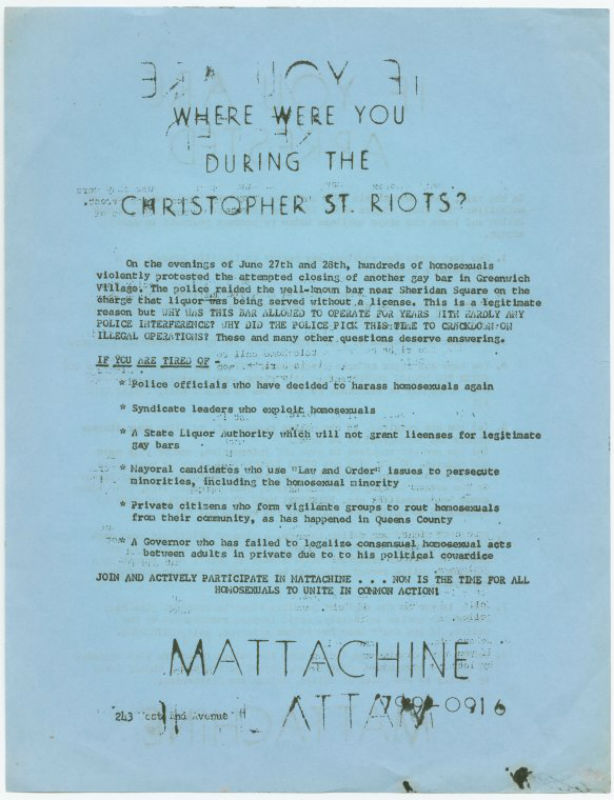 WHERE WERE YOU
DURING THE
CHRISTOPHER ST. RIOTS?
On the evenings of June 27th and 28th, hundreds of homosexuals
violently protested the attempted closing of another gay bar in Greenwich
Village. The police raided the well-known bar near Sheridan Square on the
charge that liquor was being served without a license. This is a legitimate
reason but WHY WAS THIS BAR ALLOWED TO OPERATE FOR YEARS WITH HARDLY ANY
POLICE INTERFERENCE? WHY DID THE POLICE PICK THIS TIME TO CRACKDOWN ON
ILLEGAL OPERATIONS? These and many other questions deserve answering.
IF YOU ARE TIRED OF -
* Police officials who have decided to harass homosexuals again
* Syndicate leaders who exploit homosexuals
* A State Liquor Authority which will not grant licenses for legitimate
gay bars
* Mayoral candidates who use "Law and Order" issues to persecute
minorities, including the homosexual minority
* Private citizens who form vigilante groups to rout homosexuals
from their community, as has happened in Queens County
* A Governor who has failed to legalize consensual homosexual acts
between adults in private due to to his political cowardice
JOIN AND ACTIVELY PARTICIPATE IN MATTACHINE . . . NOW IS THE TIME FOR ALL
HOMOSEXUALS TO UNITE IN COMMON ACTION!
MATTACHINE
243 West End Avenue 799-0916